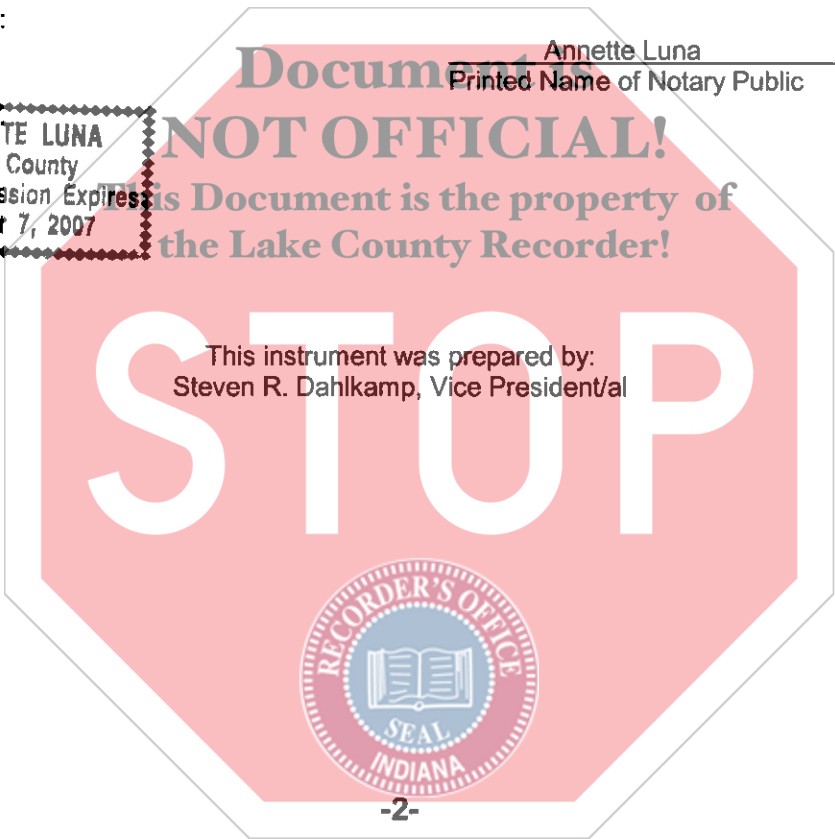 :
Annette Luna
Printed Name of Notary Public
Document is
NOT OFFICIAL!
This Document is the property of
the Lake County Recorder!
TE LUNA
County
ssion Expires:
r 7, 2007
This instrument was prepared by:
Steven R. Dahlkamp, Vice President/al
STOP
RECORDER'S OFFICE
SEAL
INDIANA
-2-